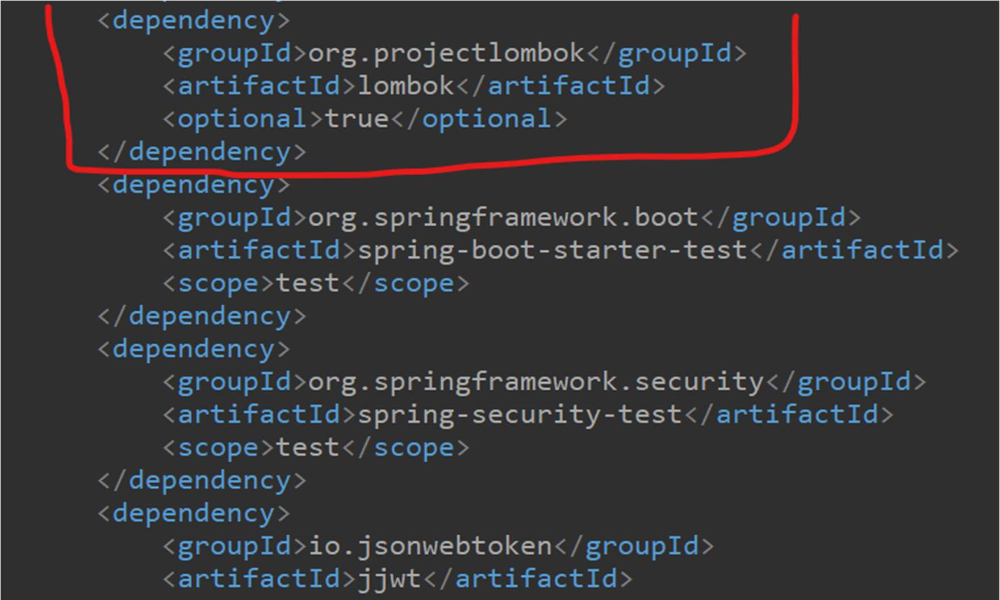 <dependency>
<groupId>org.projectlombok</groupId>
<artifactId>lombok</artifactId>
<optional>true</optional>
</dependency>
<dependency>
<groupId>org.springframework.boot</groupId>
<artifactId>spring-boot-starter-test</artifactId>
<scope>test</scope>
</dependency>
<dependency>
<groupId>org.springframework.security</groupId>
<artifactId>spring-security-test</artifactId>
<scope>test</scope>
</dependency>
<dependency>
<groupId>io.jsonwebtoken</groupId>
<artifactId>jjwt</artifactId>